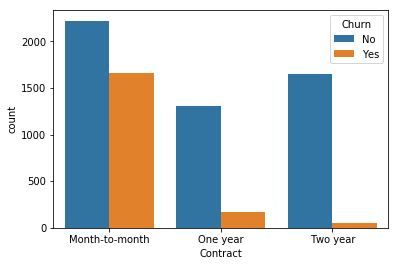 Churn
No
Yes
2000
1500
1000
500
0
count
Month-to-month
One year
Two year
Contract